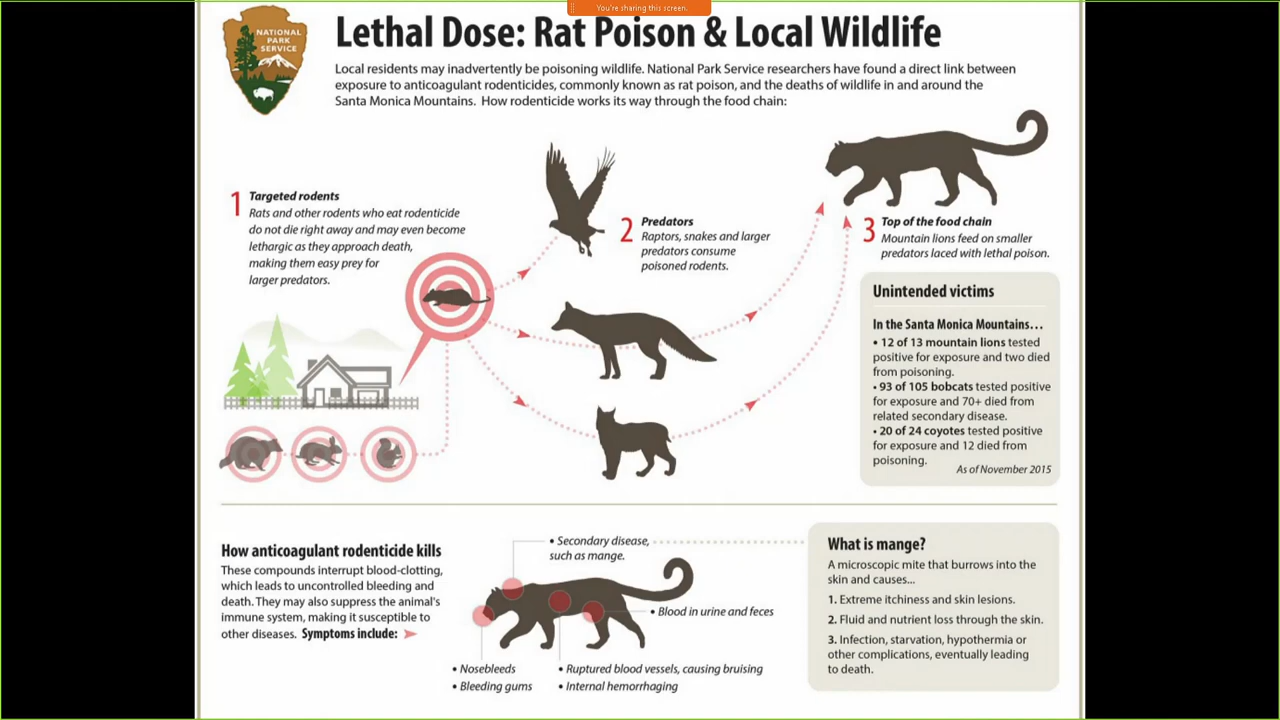 You're sharing this screen.
NATIONAL
PARK
SERVICE
Lethal Dose: Rat Poison & Local Wildlife
Local residents may inadvertently be poisoning wildlife. National Park Service researchers have found a direct link between
exposure to anticoagulant rodenticides, commonly known as rat poison, and the deaths of wildlife in and around the
Santa Monica Mountains. How rodenticide works its way through the food chain:
1 Targeted rodents
Rats and other rodents who eat rodenticide
do not die right away and may even become
lethargic as they approach death,
making them easy prey for
larger predators.
2 Predators
Raptors, snakes and larger
predators consume
poisoned rodents.
3 Top of the food chain
Mountain lions feed on smaller
predators laced with lethal poison.
Unintended victims
In the Santa Monica Mountains...
• 12 of 13 mountain lions tested
positive for exposure and two died
from poisoning.
• 93 of 105 bobcats tested positive
for exposure and 70+ died from
related secondary disease.
• 20 of 24 coyotes tested positive
for exposure and 12 died from
poisoning.
As of November 2015
How anticoagulant rodenticide kills
These compounds interrupt blood-clotting,
which leads to uncontrolled bleeding and
death. They may also suppress the animal's
immune system, making it susceptible to
other diseases. Symptoms include:
• Secondary disease,
such as mange.
• Blood in urine and feces
• Nosebleeds
• Bleeding gums
• Ruptured blood vessels, causing bruising
• Internal hemorrhaging
What is mange?
A microscopic mite that burrows into the
skin and causes...
1. Extreme itchiness and skin lesions.
2. Fluid and nutrient loss through the skin.
3. Infection, starvation, hypothermia or
other complications, eventually leading
to death.